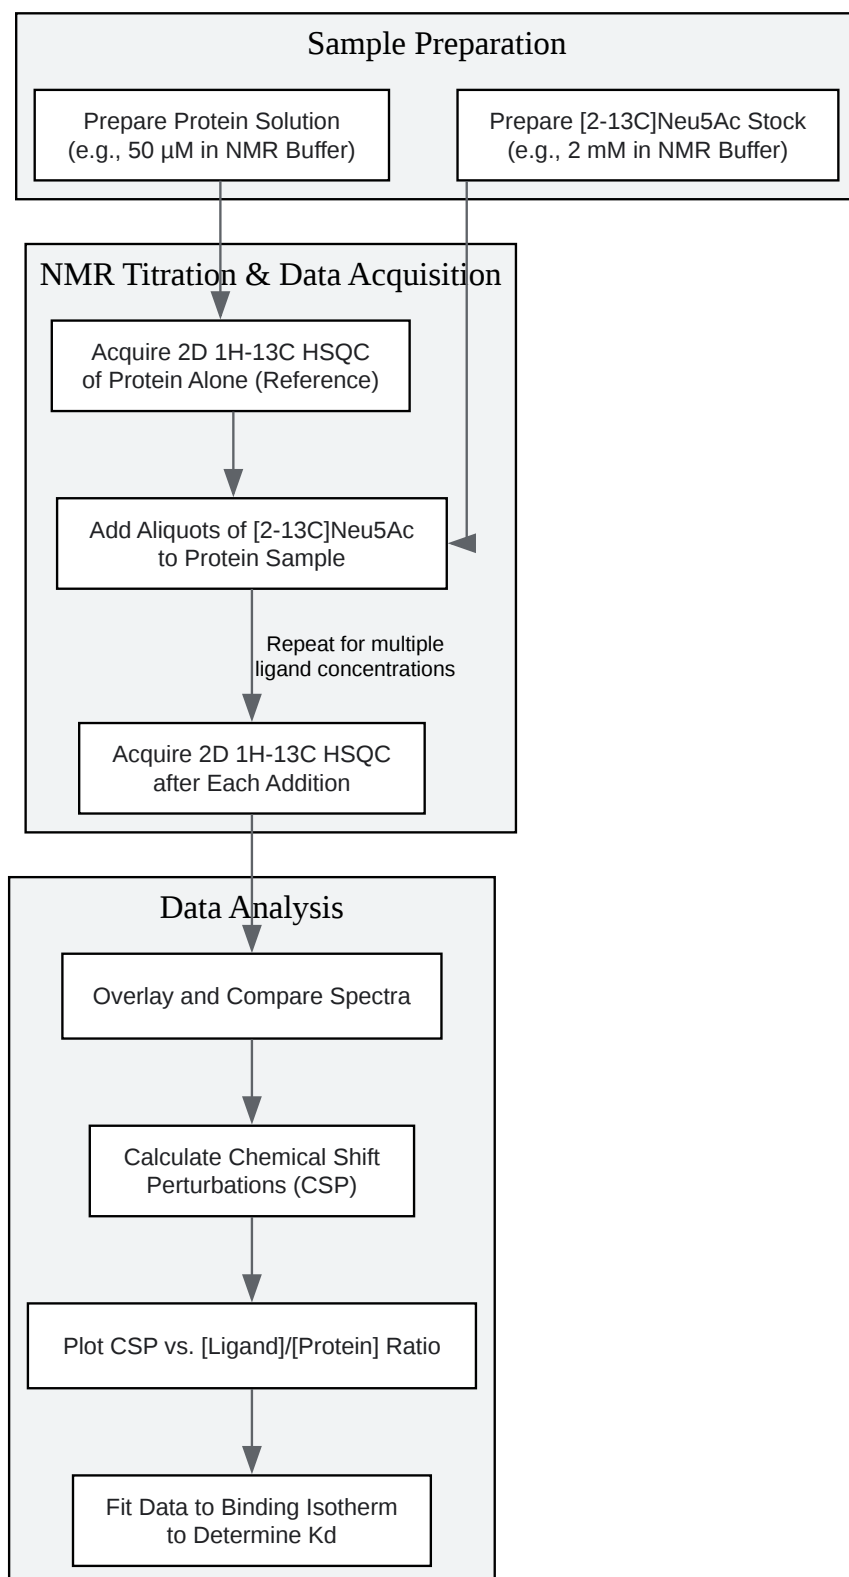 Sample Preparation
Prepare Protein Solution
(e.g., 50 µM in NMR Buffer)
Prepare [2-13C]Neu5Ac Stock
(e.g., 2 mM in NMR Buffer)
NMR Titration & Data Acquisition
Acquire 2D 1H-13C HSQC
of Protein Alone (Reference)
Add Aliquots of [2-13C]Neu5Ac
to Protein Sample
Repeat for multiple
ligand concentrations
Acquire 2D 1H-13C HSQC
after Each Addition
Data Analysis
Overlay and Compare Spectra
Calculate Chemical Shift
Perturbations (CSP)
Plot CSP vs. [Ligand]/[Protein] Ratio
Fit Data to Binding Isotherm
to Determine Kd